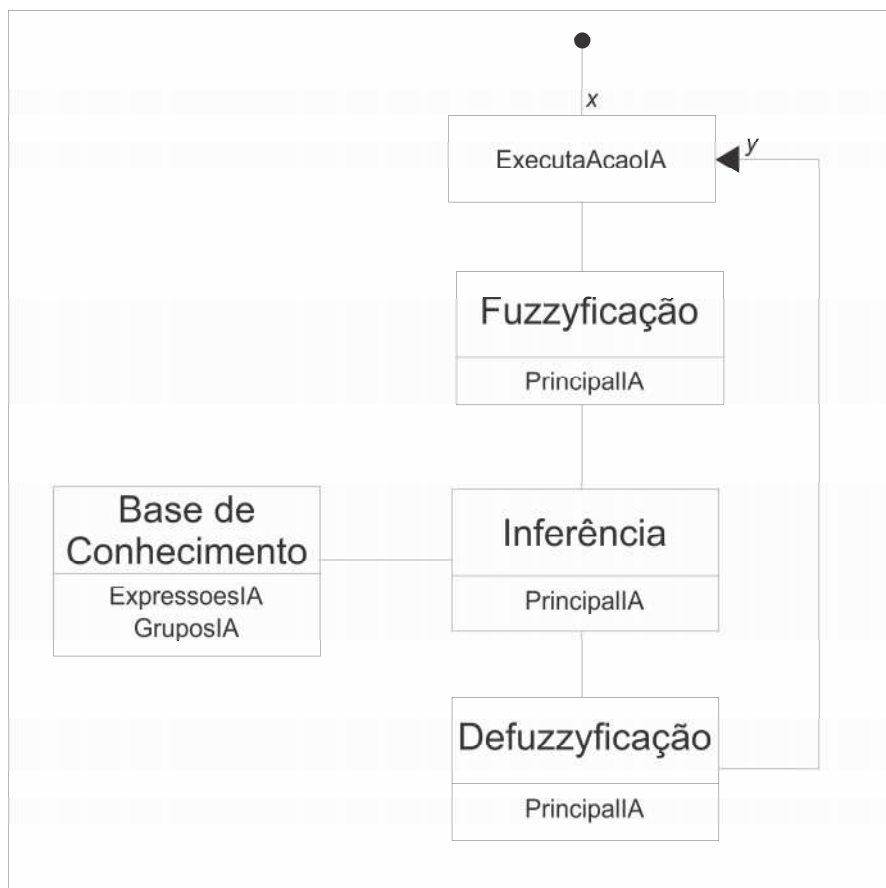 x
ExecutaAcaoIA
y
Fuzzyficação
PrincipalIA
Base de
Conhecimento
ExpressoesIA
GruposIA
Inferência
PrincipalIA
Defuzzyficação
PrincipalIA